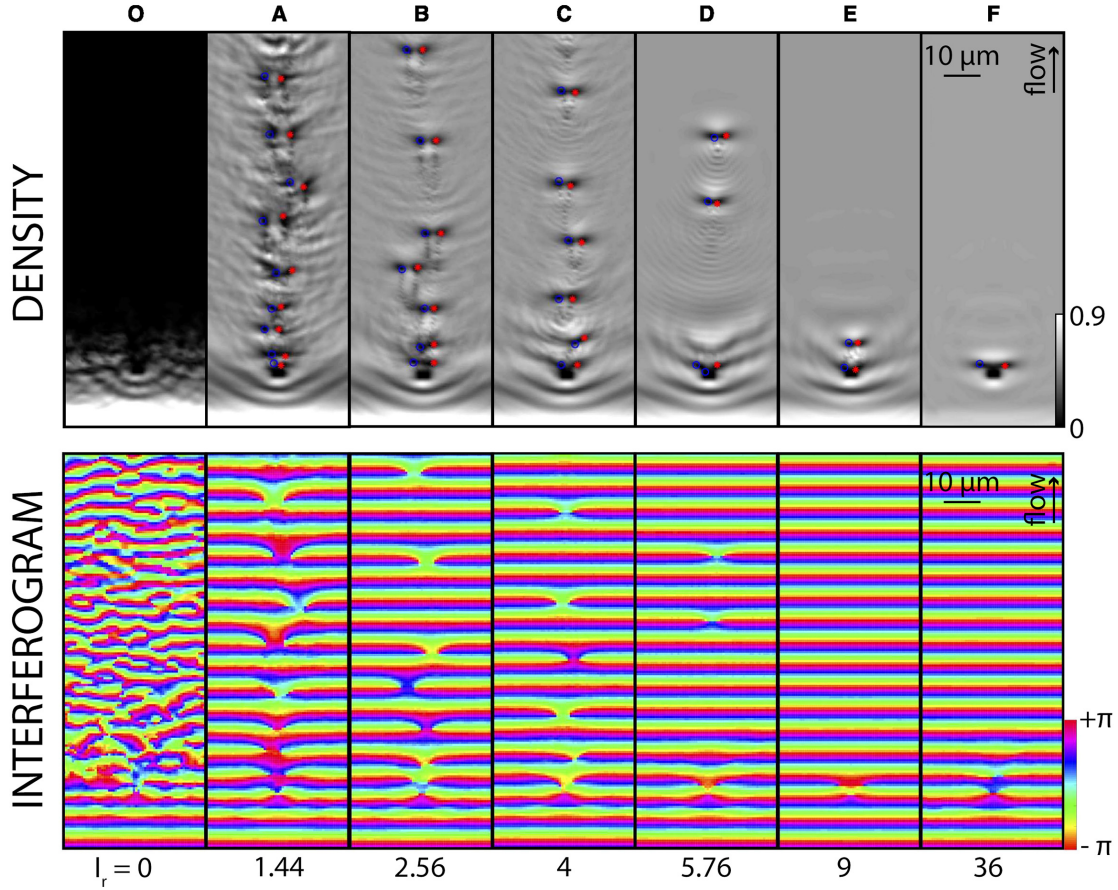 O A B C D E F
DENSITY
10 µm
flow
0.9
0
INTERFEROGRAM
10 µm
flow
+π
- π
I_r = 0 1.44 2.56 4 5.76 9 36